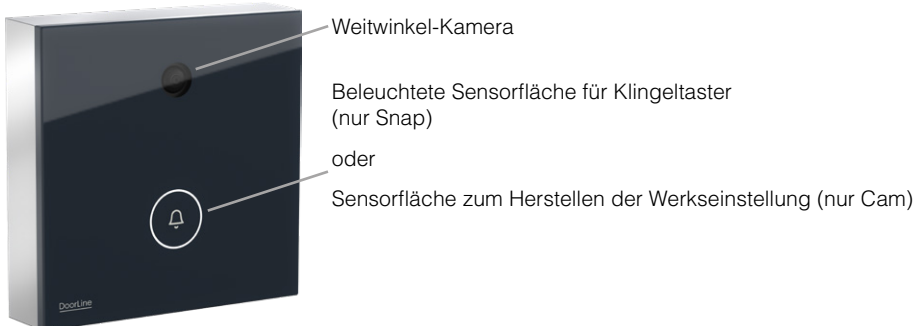 Weitwinkel-Kamera
Beleuchtete Sensorfläche für Klingeltaster
(nur Snap)
oder
Sensorfläche zum Herstellen der Werkseinstellung (nur Cam)
DoorLine